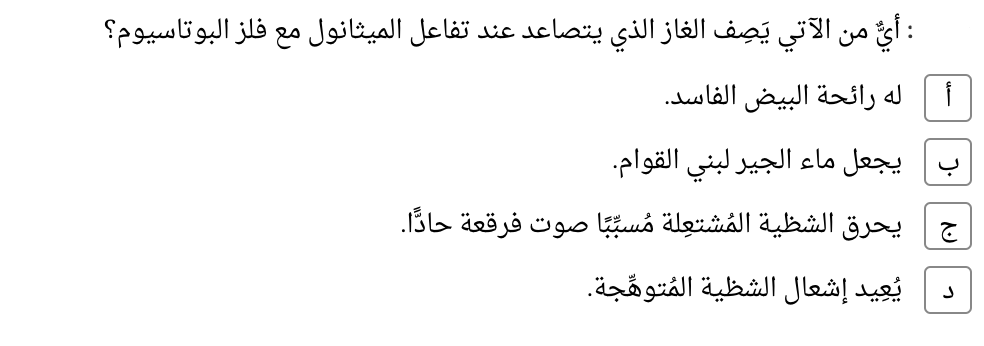 : أيٌّ من الآتي يَصِف الغاز الذي يتصاعد عند تفاعل الميثانول مع فلز البوتاسيوم؟
أ له رائحة البيض الفاسد.
ب يجعل ماء الجير لبني القوام.
ج يحرق الشظية المُشتعِلة مُسبِّبًا صوت فرقعة حادًّا.
د يُعِيد إشعال الشظية المُتوهِّجة.